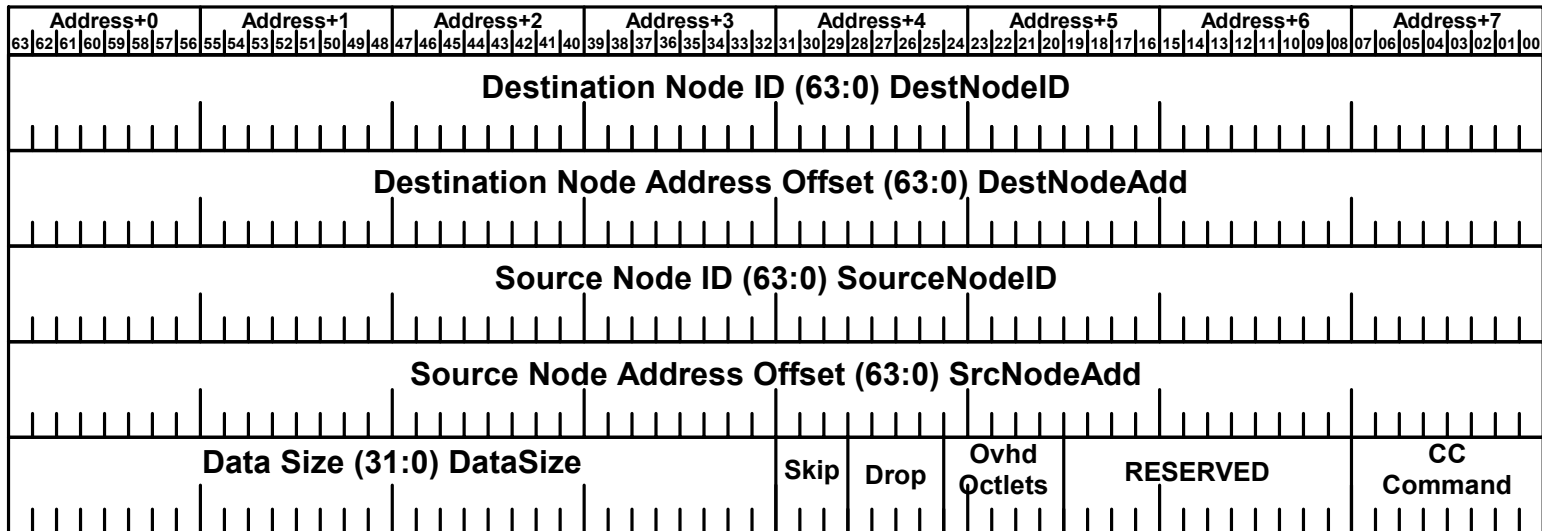 Address+0 Address+1 Address+2 Address+3 Address+4 Address+5 Address+6 Address+7
63 62 61 60 59 58 57 56 55 54 53 52 51 50 49 48 47 46 45 44 43 42 41 40 39 38 37 36 35 34 33 32 31 30 29 28 27 26 25 24 23 22 21 20 19 18 17 16 15 14 13 12 11 10 09 08 07 06 05 04 03 02 01 00
Destination Node ID (63:0) DestNodeID
Destination Node Address Offset (63:0) DestNodeAdd
Source Node ID (63:0) SourceNodeID
Source Node Address Offset (63:0) SrcNodeAdd
Data Size (31:0) DataSize
Skip
Drop
Ovhd
Octlets
RESERVED
CC
Command